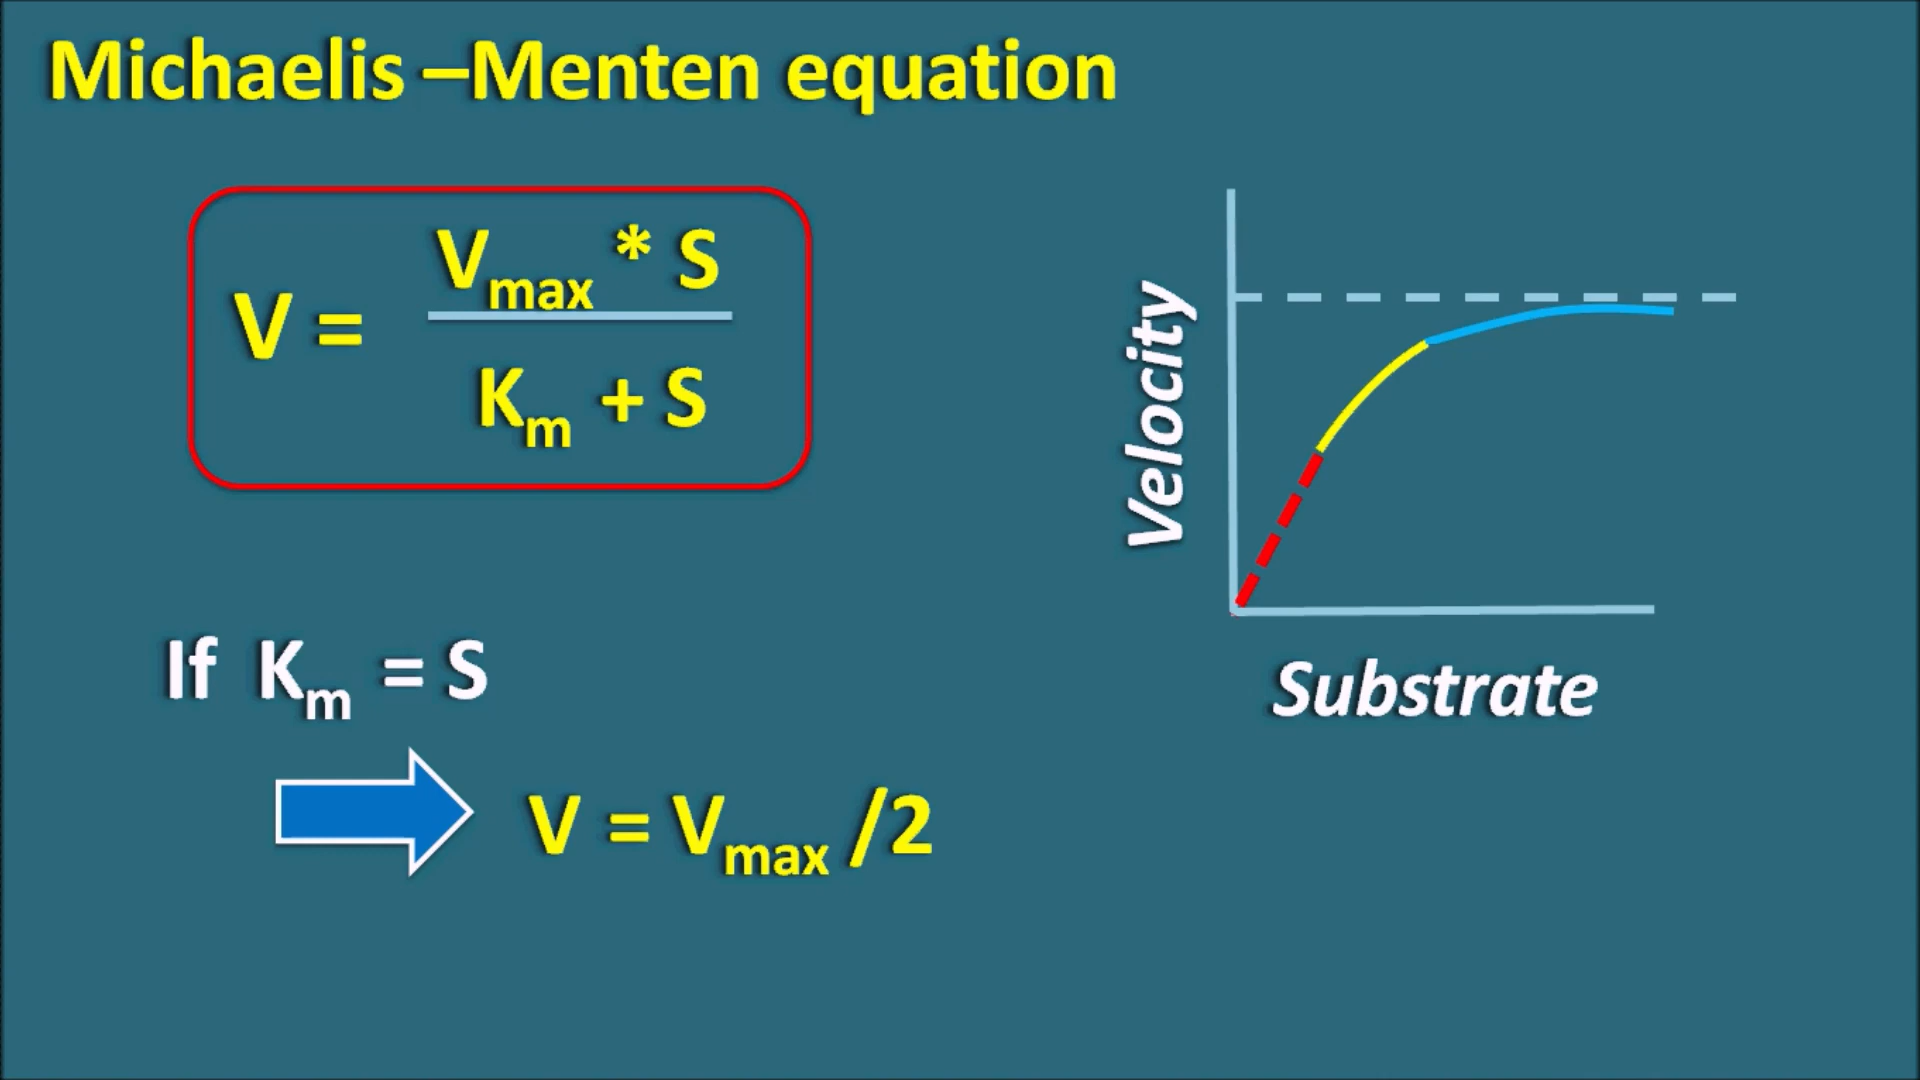 Michaelis –Menten equation
V = Vmax * S
Km + S
If Km = S
V = Vmax /2
Velocity
Substrate